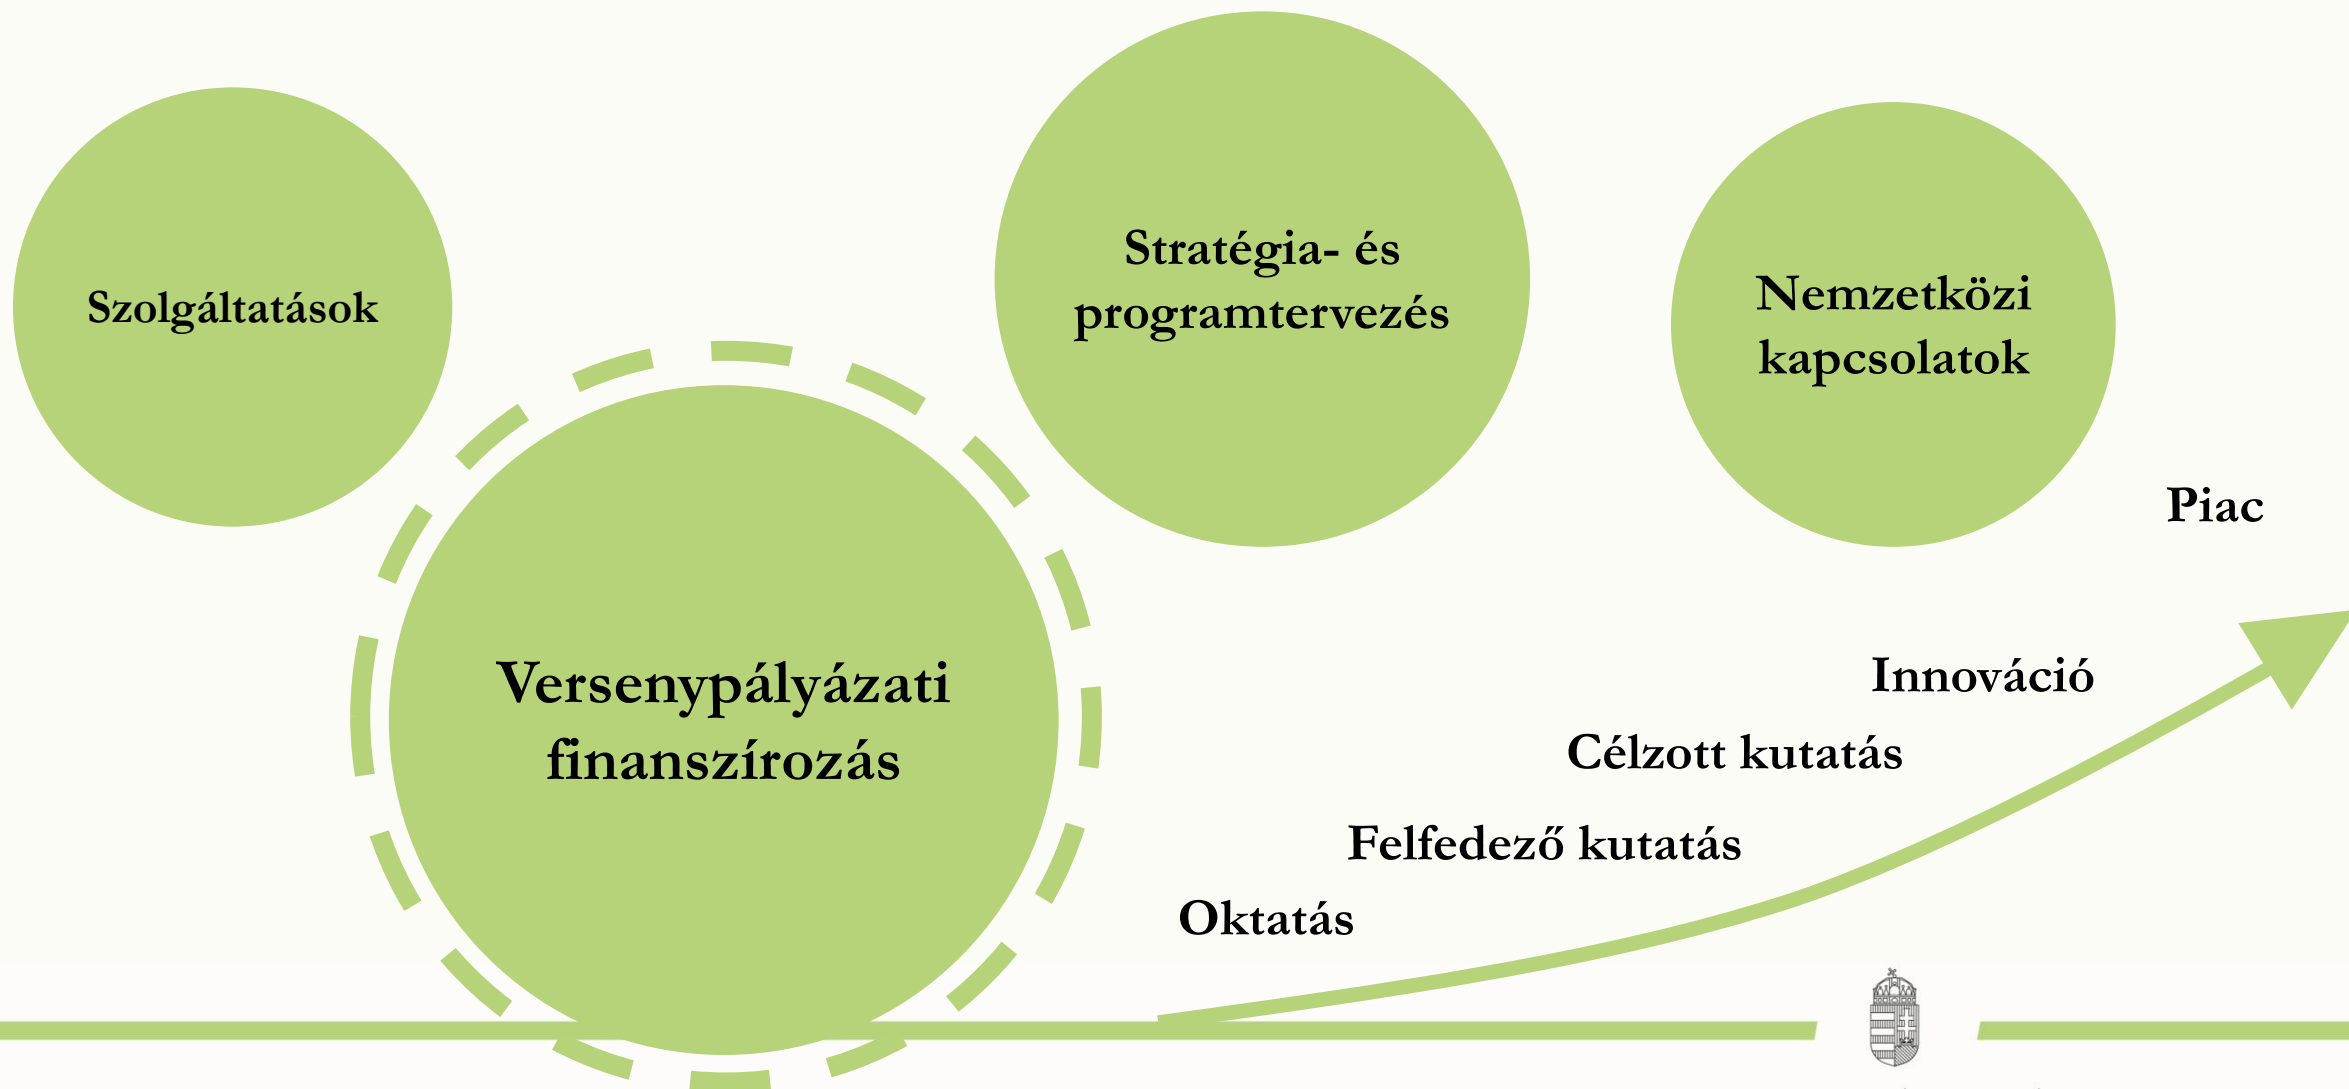 Szolgáltatások
Stratégia- és
programtervezés
Nemzetközi
kapcsolatok
Versenypályázati
finanszírozás
Piac
Innováció
Célzott kutatás
Felfedező kutatás
Oktatás